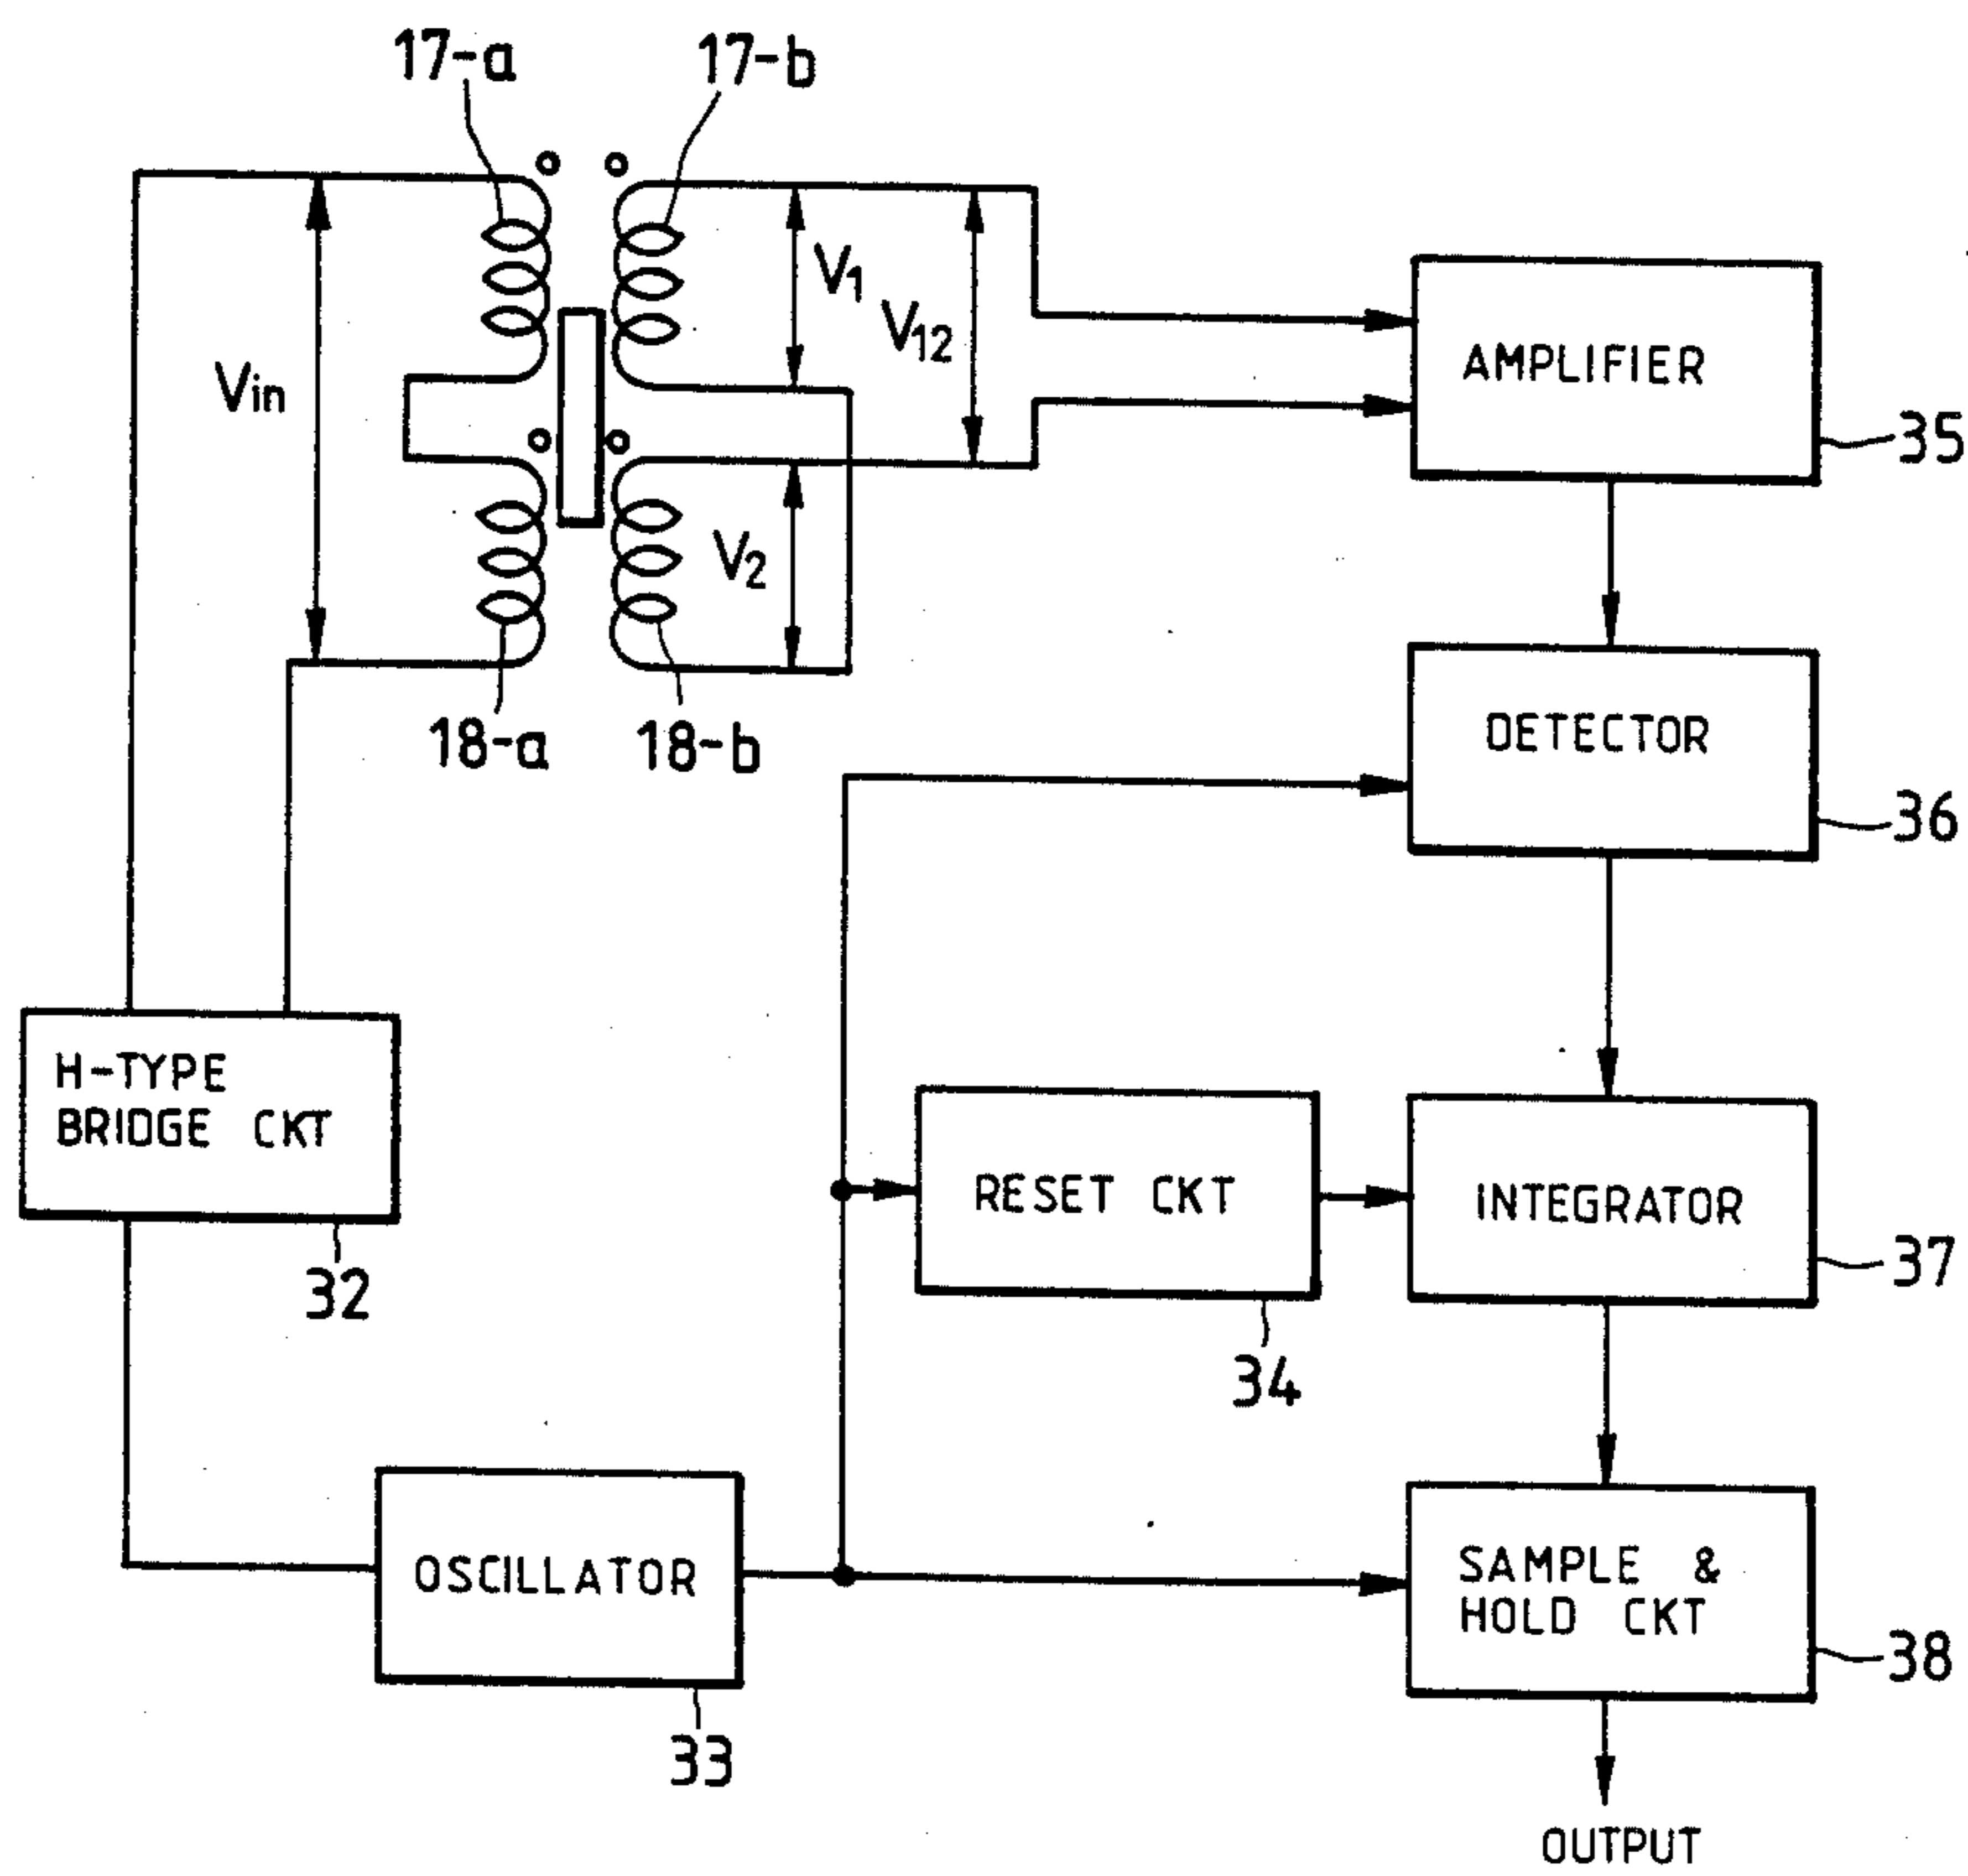 17-a
17-b
Vin
V1
V12
V2
18-a
18-b
AMPLIFIER
35
DETECTOR
36
H-TYPE
BRIDGE CKT
32
RESET CKT
34
INTEGRATOR
37
OSCILLATOR
33
SAMPLE &
HOLD CKT
38
OUTPUT